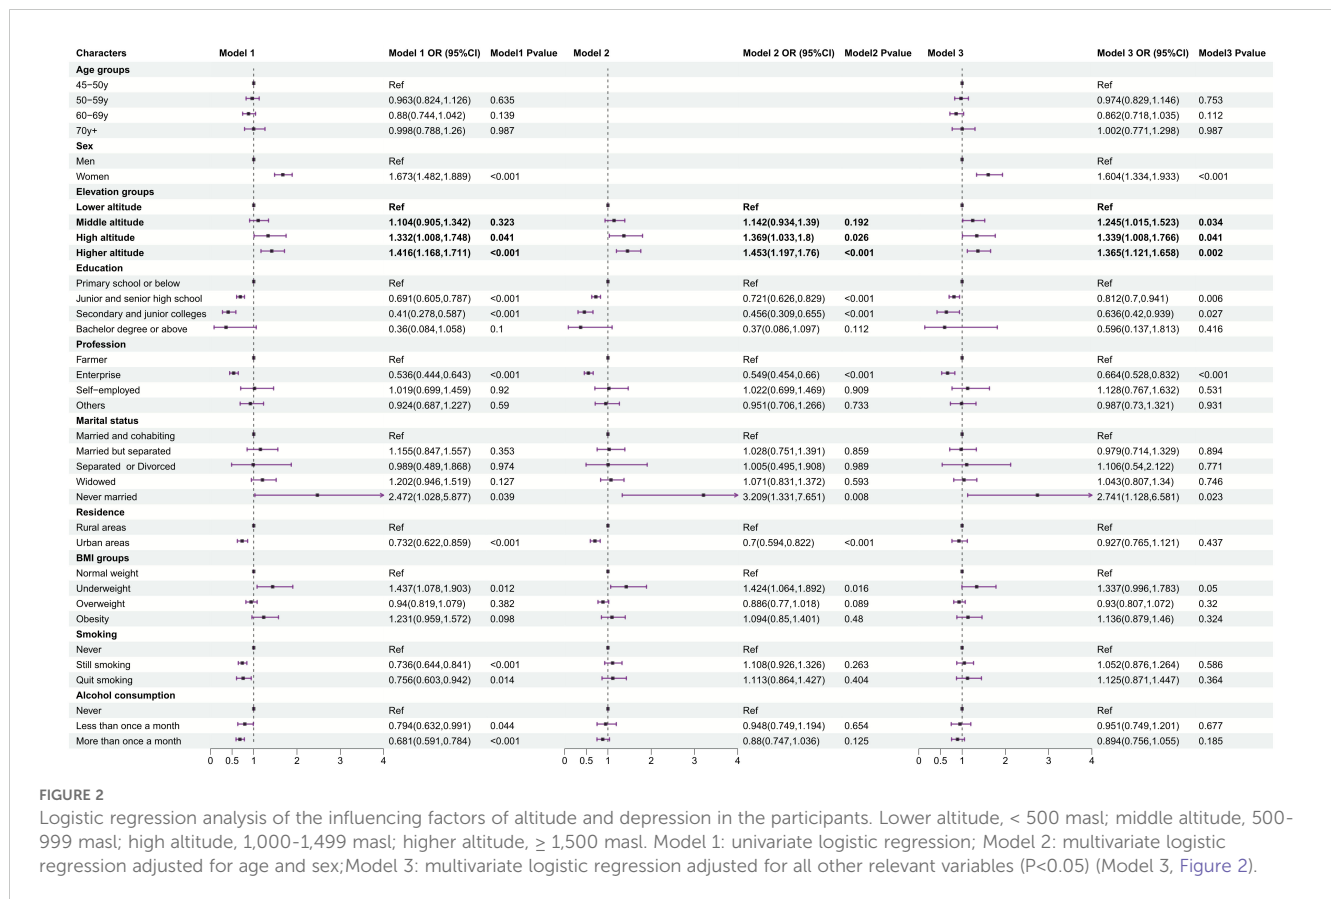 Characters Model 1 Model 1 OR (95%CI) Model1 Pvalue Model 2 Model 2 OR (95%CI) Model2 Pvalue Model 3 Model 3 OR (95%CI) Model3 Pvalue
Age groups
45−50y Ref Ref
50−59y 0.963(0.824,1.126) 0.635 0.974(0.829,1.146) 0.753
60−69y 0.88(0.744,1.042) 0.139 0.862(0.718,1.035) 0.112
70y+ 0.998(0.788,1.26) 0.987 1.002(0.771,1.298) 0.987
Sex
Men Ref Ref
Women 1.673(1.482,1.889) <0.001 1.604(1.334,1.933) <0.001
Elevation groups
Lower altitude Ref Ref Ref
Middle altitude 1.104(0.905,1.342) 0.323 1.142(0.934,1.39) 0.192 1.245(1.015,1.523) 0.034
High altitude 1.332(1.008,1.748) 0.041 1.369(1.033,1.8) 0.026 1.339(1.008,1.766) 0.041
Higher altitude 1.416(1.168,1.711) <0.001 1.453(1.197,1.76) <0.001 1.365(1.121,1.658) 0.002
Education
Primary school or below Ref Ref Ref
Junior and senior high school 0.691(0.605,0.787) <0.001 0.721(0.626,0.829) <0.001 0.812(0.7,0.941) 0.006
Secondary and junior colleges 0.41(0.278,0.587) <0.001 0.456(0.309,0.655) <0.001 0.636(0.42,0.939) 0.027
Bachelor degree or above 0.36(0.084,1.058) 0.1 0.37(0.086,1.097) 0.112 0.596(0.137,1.813) 0.416
Profession
Farmer Ref Ref Ref
Enterprise 0.536(0.444,0.643) <0.001 0.549(0.454,0.66) <0.001 0.664(0.528,0.832) <0.001
Self−employed 1.019(0.699,1.459) 0.92 1.022(0.699,1.469) 0.909 1.128(0.767,1.632) 0.531
Others 0.924(0.687,1.227) 0.59 0.951(0.706,1.266) 0.733 0.987(0.73,1.321) 0.931
Marital status
Married and cohabiting Ref Ref Ref
Married but separated 1.155(0.847,1.557) 0.353 1.028(0.751,1.391) 0.859 0.979(0.714,1.329) 0.894
Separated or Divorced 0.989(0.489,1.868) 0.974 1.005(0.495,1.908) 0.989 1.106(0.54,2.122) 0.771
Widowed 1.202(0.946,1.519) 0.127 1.071(0.831,1.372) 0.593 1.043(0.807,1.34) 0.746
Never married 2.472(1.028,5.877) 0.039 3.209(1.331,7.651) 0.008 2.741(1.128,6.581) 0.023
Residence
Rural areas Ref Ref Ref
Urban areas 0.732(0.622,0.859) <0.001 0.7(0.594,0.822) <0.001 0.927(0.765,1.121) 0.437
BMI groups
Normal weight Ref Ref Ref
Underweight 1.437(1.078,1.903) 0.012 1.424(1.064,1.892) 0.016 1.337(0.996,1.783) 0.05
Overweight 0.94(0.819,1.079) 0.382 0.886(0.77,1.018) 0.089 0.93(0.807,1.072) 0.32
Obesity 1.231(0.959,1.572) 0.098 1.094(0.85,1.401) 0.48 1.136(0.879,1.46) 0.324
Smoking
Never Ref Ref Ref
Still smoking 0.736(0.644,0.841) <0.001 1.108(0.926,1.326) 0.263 1.052(0.876,1.264) 0.586
Quit smoking 0.756(0.603,0.942) 0.014 1.113(0.864,1.427) 0.404 1.125(0.871,1.447) 0.364
Alcohol consumption
Never Ref Ref Ref
Less than once a month 0.794(0.632,0.991) 0.044 0.948(0.749,1.194) 0.654 0.951(0.749,1.201) 0.677
More than once a month 0.681(0.591,0.784) <0.001 0.88(0.747,1.036) 0.125 0.894(0.756,1.055) 0.185
0 0.5 1 2 3 4 0 0.5 1 2 3 4 0 0.5 1 2 3 4
FIGURE 2
Logistic regression analysis of the influencing factors of altitude and depression in the participants. Lower altitude, < 500 masl; middle altitude, 500-
999 masl; high altitude, 1,000-1,499 masl; higher altitude, ≥ 1,500 masl. Model 1: univariate logistic regression; Model 2: multivariate logistic
regression adjusted for age and sex;Model 3: multivariate logistic regression adjusted for all other relevant variables (P<0.05) (Model 3, Figure 2).